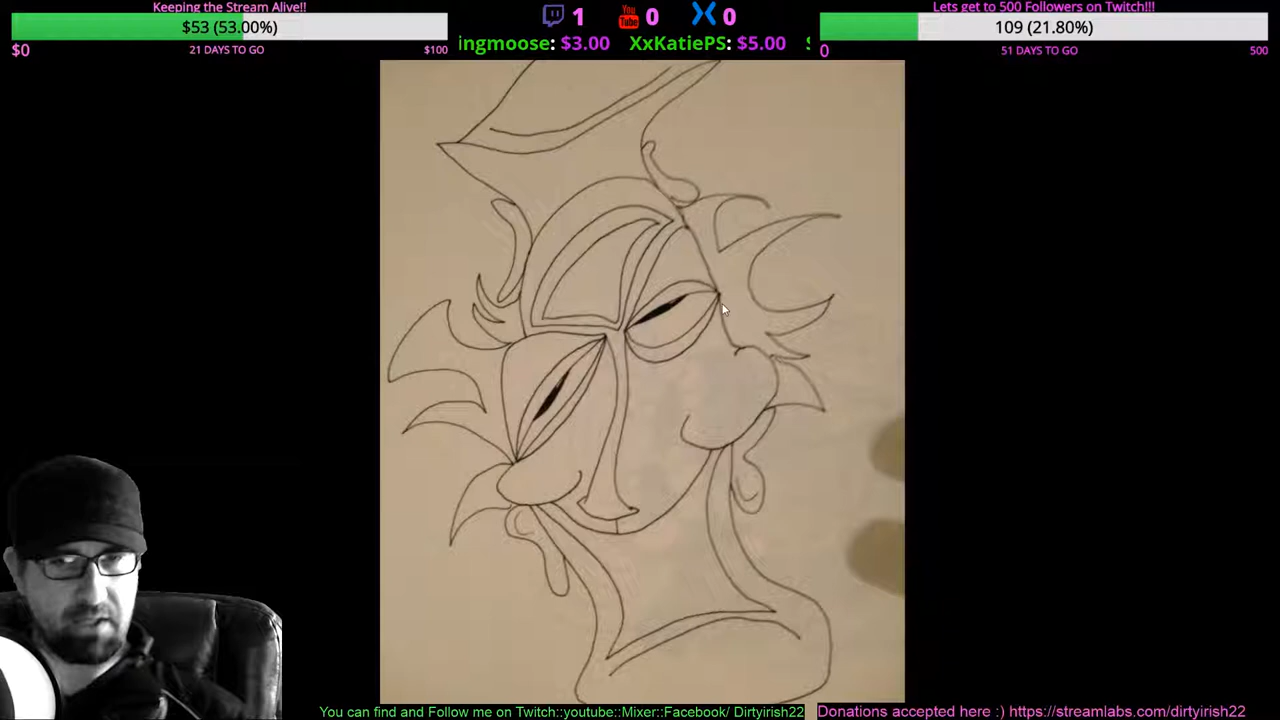 Keeping the Stream Alive!!
$53 (53.00%)
$0
21 DAYS TO GO
$100
1
You Tube
0
0
ingmoose: $3.00 XxKatiePS: $5.00
Lets get to 500 Followers on Twitch!!!
109 (21.80%)
0
51 DAYS TO GO
500
You can find and Follow me on Twitch::youtube::Mixer::Facebook/ Dirtyirish22
Donations accepted here :) https://streamlabs.com/dirtyirish22